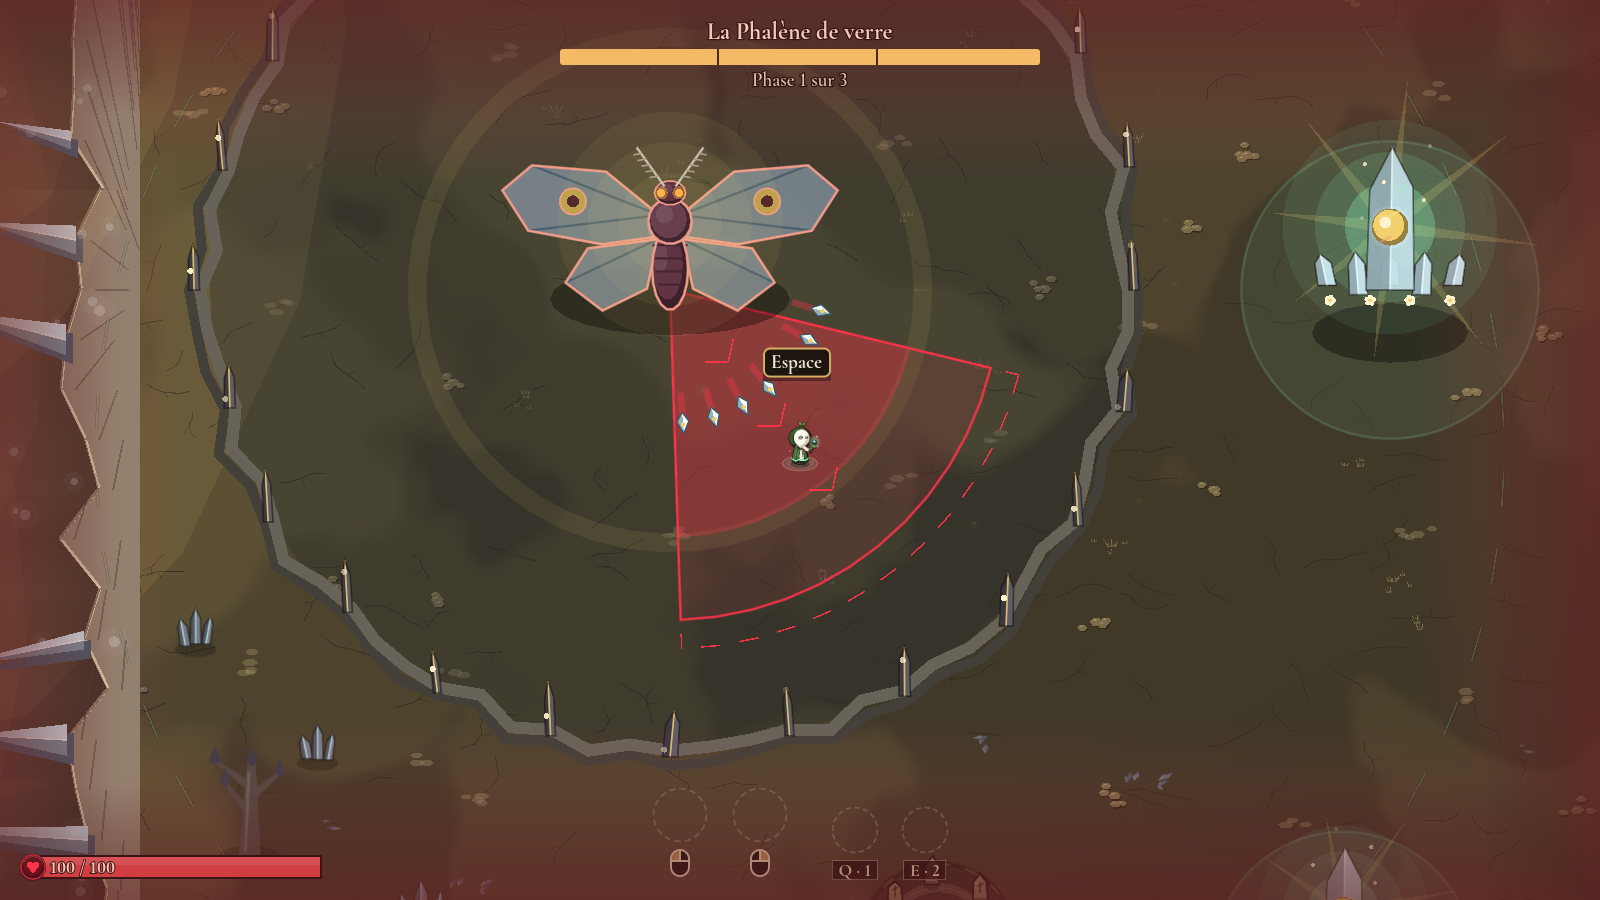 La Phalène de verre
Phase 1 sur 3
Espace
100 / 100
Q · 1
E · 2